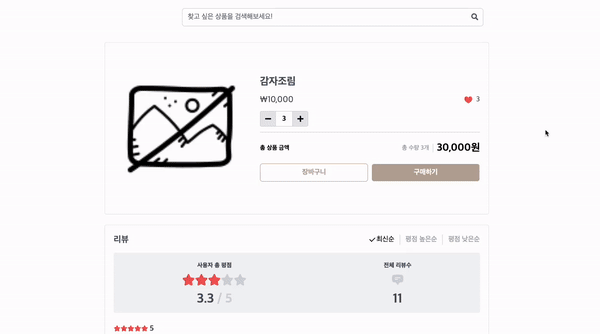 찾고 싶은 상품을 검색해보세요!
감자조림
₩10,000
3
3
총 상품 금액
총 수량 3개
30,000원
장바구니
구매하기
리뷰
최신순
평점 높은순
평점 낮은순
사용자 총 평점
전체 리뷰수
3.3 / 5
11
5